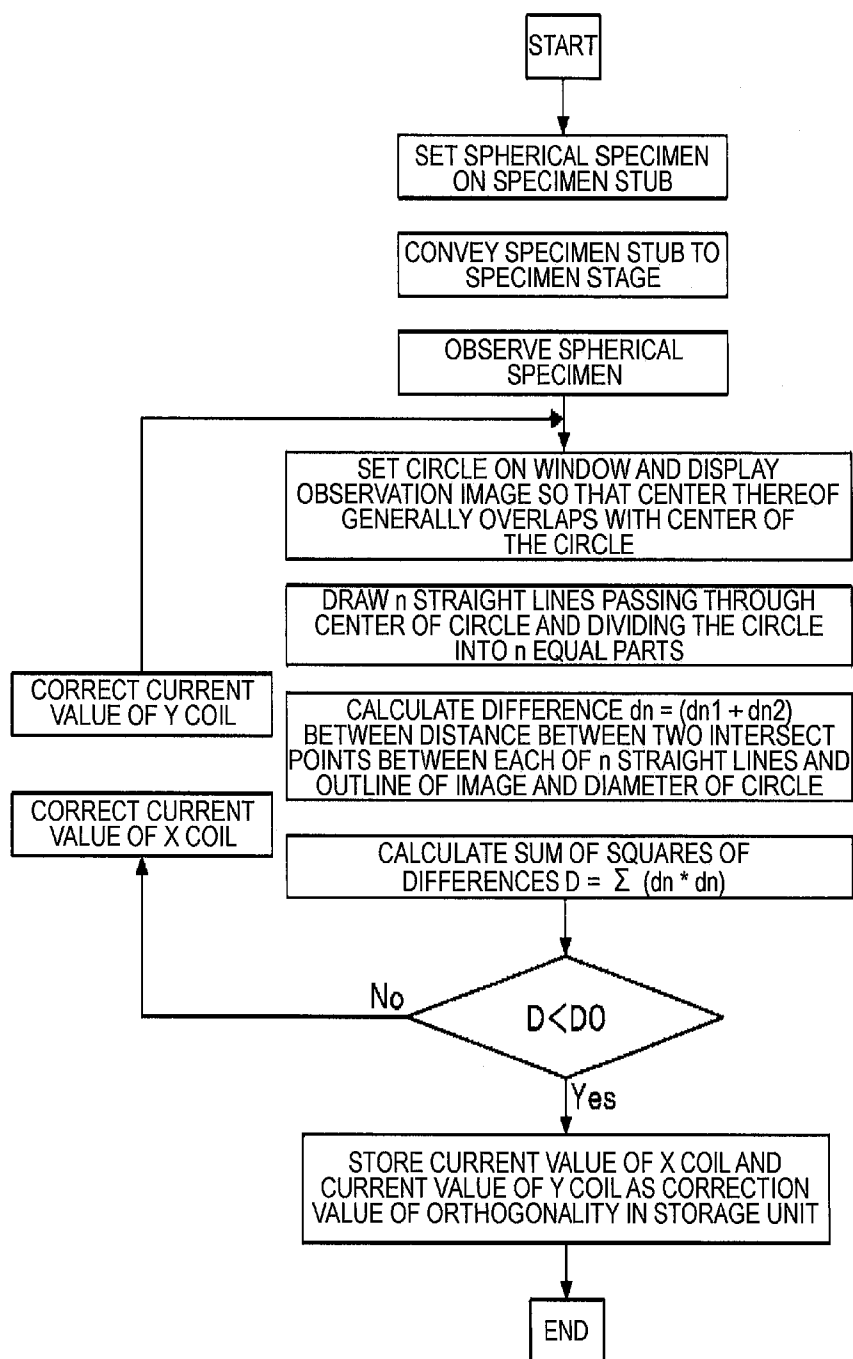 START
SET SPHERICAL SPECIMEN
ON SPECIMEN STUB
CONVEY SPECIMEN STUB TO
SPECIMEN STAGE
OBSERVE SPHERICAL
SPECIMEN
SET CIRCLE ON WINDOW AND DISPLAY
OBSERVATION IMAGE SO THAT CENTER THEREOF
GENERALLY OVERLAPS WITH CENTER OF
THE CIRCLE
DRAW n STRAIGHT LINES PASSING THROUGH
CENTER OF CIRCLE AND DIVIDING THE CIRCLE
INTO n EQUAL PARTS
CORRECT CURRENT
VALUE OF Y COIL
CALCULATE DIFFERENCE dn = (dn1 + dn2)
BETWEEN DISTANCE BETWEEN TWO INTERSECT
POINTS BETWEEN EACH OF n STRAIGHT LINES AND
OUTLINE OF IMAGE AND DIAMETER OF CIRCLE
CORRECT CURRENT
VALUE OF X COIL
CALCULATE SUM OF SQUARES OF
DIFFERENCES D = Σ (dn * dn)
No
D<D0
Yes
STORE CURRENT VALUE OF X COIL AND
CURRENT VALUE OF Y COIL AS CORRECTION
VALUE OF ORTHOGONALITY IN STORAGE UNIT
END